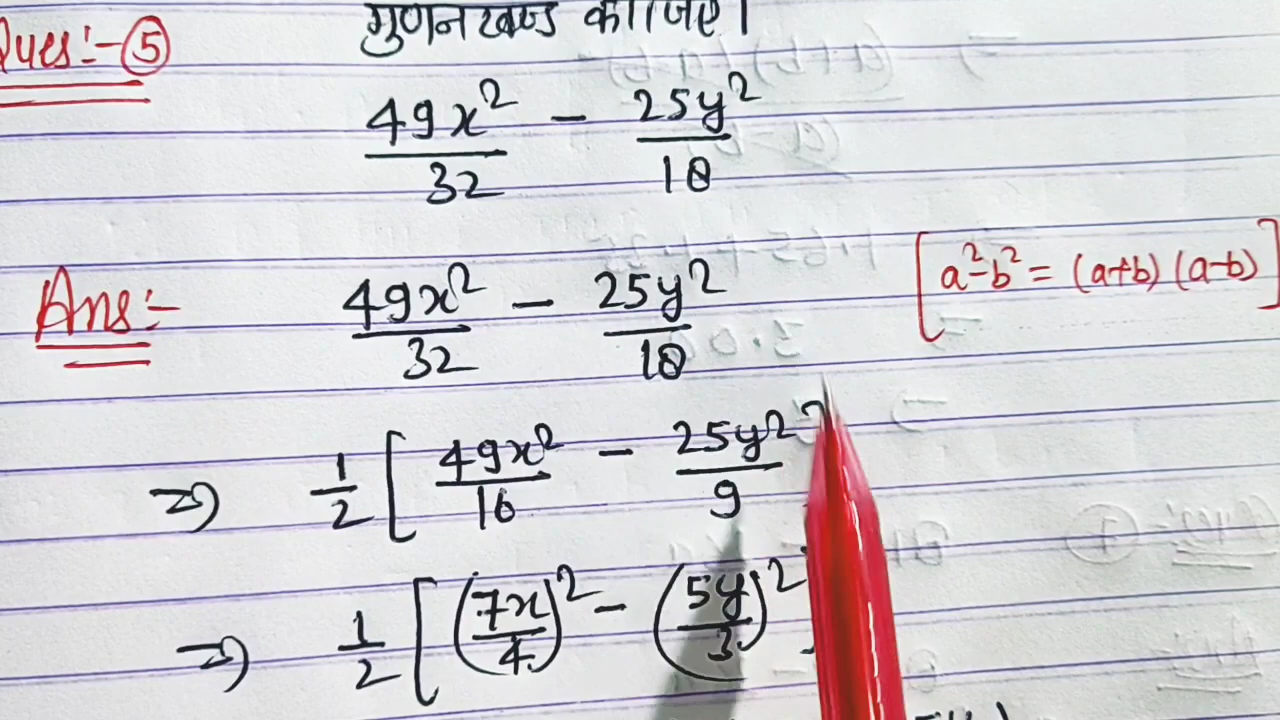 गुणनखण्ड कीजिए।
Ques:- ⑤
49x²/32 - 25y²/18
Ans:- 49x²/32 - 25y²/18 [a²-b² = (a+b) (a-b)]
⇒ 1/2 [ 49x²/16 - 25y²/9
⇒ 1/2 [ (7x/4)² - (5y/3)²